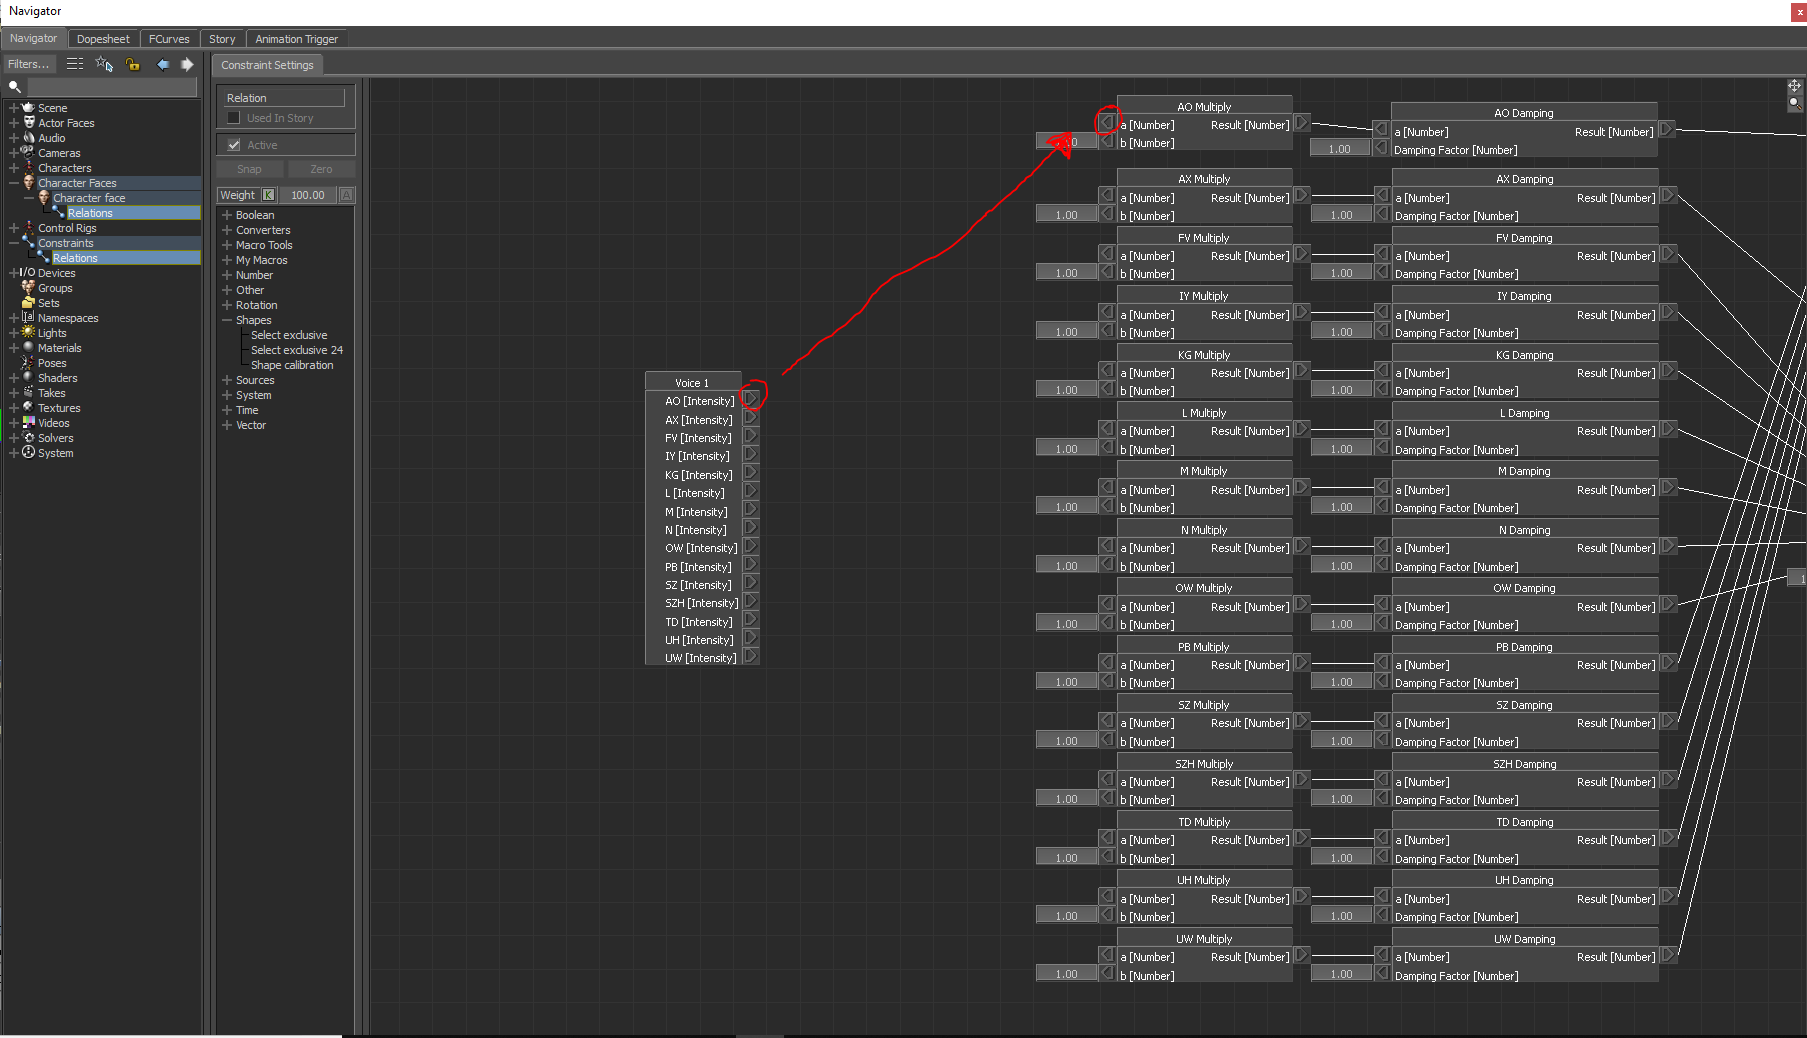 Navigator
x
Navigator
Dopesheet
FCurves
Story
Animation Trigger
Filters...
Scene
Actor Faces
Audio
Cameras
Characters
Character Faces
Character face
Relations
Control Rigs
Constraints
Relations
I/O Devices
Groups
Sets
Namespaces
Lights
Materials
Poses
Shaders
Takes
Textures
Videos
Solvers
System
Constraint Settings
Relation
Used In Story
Active
Snap
Zero
Weight
K
100.00
A
Boolean
Converters
Macro Tools
My Macros
Number
Other
Rotation
Shapes
Select exclusive
Select exclusive 24
Shape calibration
Sources
System
Time
Vector
Voice 1
AO [Intensity]
AX [Intensity]
FV [Intensity]
IY [Intensity]
KG [Intensity]
L [Intensity]
M [Intensity]
N [Intensity]
OW [Intensity]
PB [Intensity]
SZ [Intensity]
SZH [Intensity]
TD [Intensity]
UH [Intensity]
UW [Intensity]
AO Multiply
a [Number] Result [Number]
b [Number]
AO Damping
a [Number] Result [Number]
1.00 Damping Factor [Number]
AX Multiply
a [Number] Result [Number]
1.00 b [Number]
AX Damping
a [Number] Result [Number]
1.00 Damping Factor [Number]
FV Multiply
a [Number] Result [Number]
1.00 b [Number]
FV Damping
a [Number] Result [Number]
1.00 Damping Factor [Number]
IY Multiply
a [Number] Result [Number]
1.00 b [Number]
IY Damping
a [Number] Result [Number]
1.00 Damping Factor [Number]
KG Multiply
a [Number] Result [Number]
1.00 b [Number]
KG Damping
a [Number] Result [Number]
1.00 Damping Factor [Number]
L Multiply
a [Number] Result [Number]
1.00 b [Number]
L Damping
a [Number] Result [Number]
1.00 Damping Factor [Number]
M Multiply
a [Number] Result [Number]
1.00 b [Number]
M Damping
a [Number] Result [Number]
1.00 Damping Factor [Number]
N Multiply
a [Number] Result [Number]
1.00 b [Number]
N Damping
a [Number] Result [Number]
1.00 Damping Factor [Number]
OW Multiply
a [Number] Result [Number]
1.00 b [Number]
OW Damping
a [Number] Result [Number]
1.00 Damping Factor [Number]
PB Multiply
a [Number] Result [Number]
1.00 b [Number]
PB Damping
a [Number] Result [Number]
1.00 Damping Factor [Number]
SZ Multiply
a [Number] Result [Number]
1.00 b [Number]
SZ Damping
a [Number] Result [Number]
1.00 Damping Factor [Number]
SZH Multiply
a [Number] Result [Number]
1.00 b [Number]
SZH Damping
a [Number] Result [Number]
1.00 Damping Factor [Number]
TD Multiply
a [Number] Result [Number]
1.00 b [Number]
TD Damping
a [Number] Result [Number]
1.00 Damping Factor [Number]
UH Multiply
a [Number] Result [Number]
1.00 b [Number]
UH Damping
a [Number] Result [Number]
1.00 Damping Factor [Number]
UW Multiply
a [Number] Result [Number]
1.00 b [Number]
UW Damping
a [Number] Result [Number]
1.00 Damping Factor [Number]